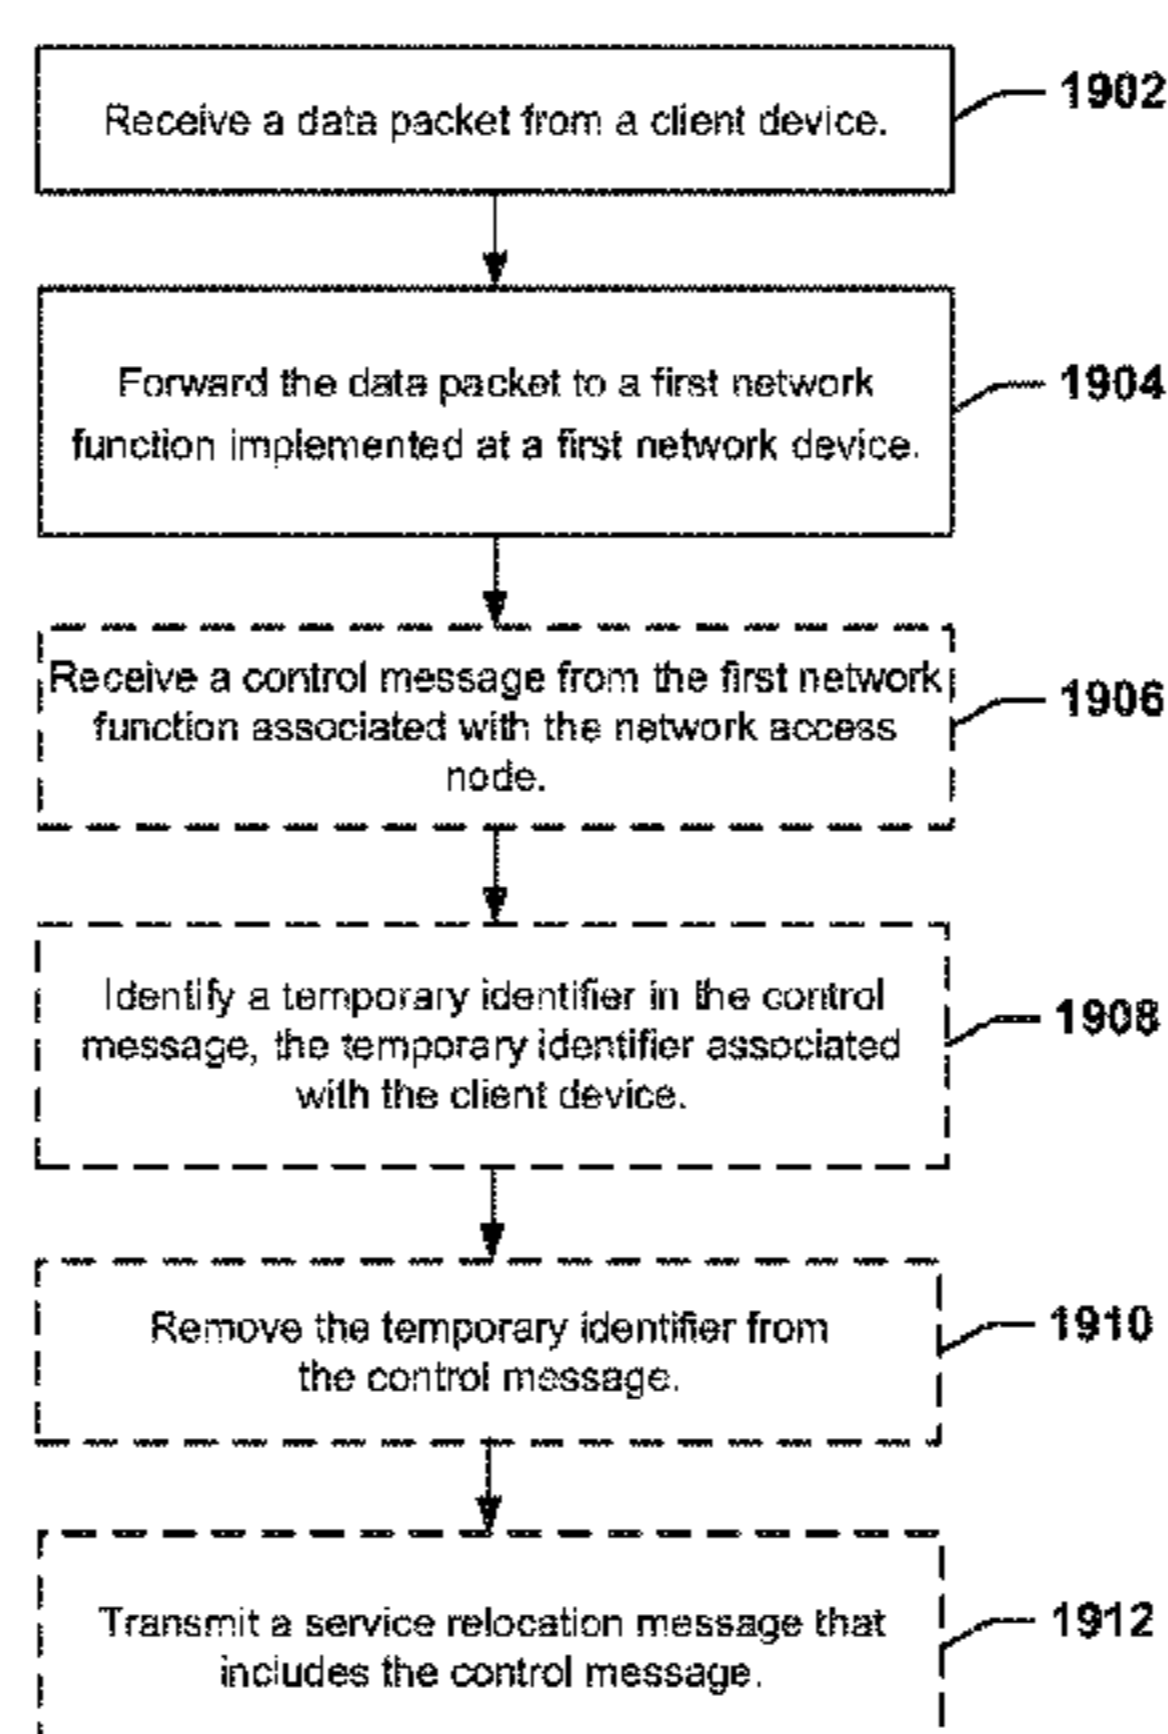 Receive a data packet from a client device.
1902
Forward the data packet to a first network
function implemented at a first network device.
1904
Receive a control message from the first network
function associated with the network access
node.
1906
Identify a temporary identifier in the control
message, the temporary identifier associated
with the client device.
1908
Remove the temporary identifier from
the control message.
1910
Transmit a service relocation message that
includes the control message.
1912